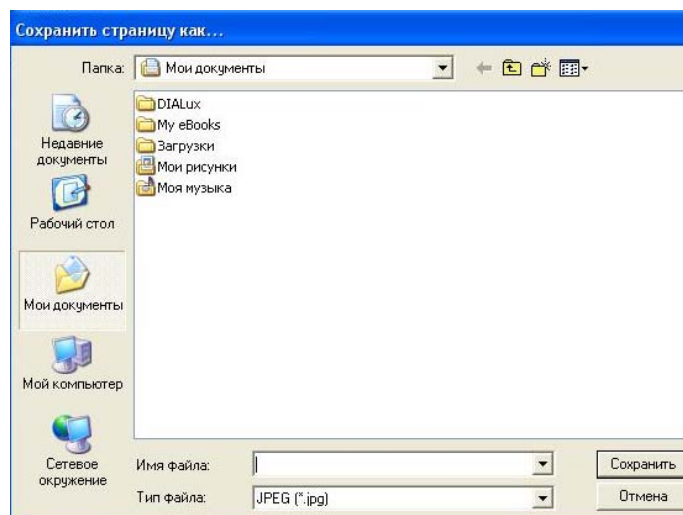 Сохранить страницу как...
Папка:
Мои документы
Недавние
документы
Рабочий стол
Мои документы
Мой компьютер
Сетевое
окружение
DIALux
My eBooks
Загрузки
Мои рисунки
Моя музыка
Имя файла:
Сохранить
Тип файла:
JPEG (*.jpg)
Отмена